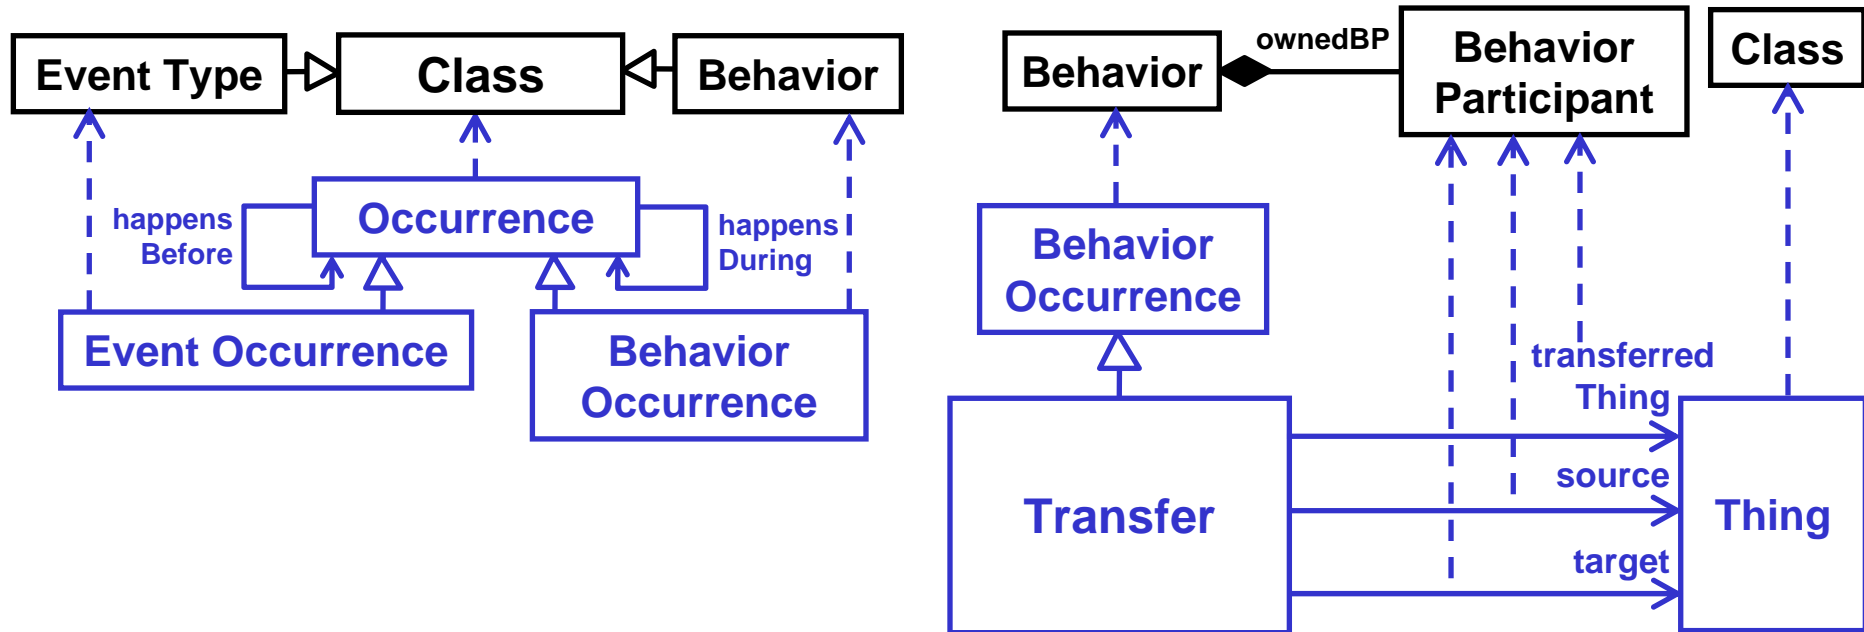 Event Type
Class
Behavior
happens
Before
Occurrence
happens
During
Event Occurrence
Behavior
Occurrence
Behavior
ownedBP
Behavior
Participant
Class
Behavior
Occurrence
transferred
Thing
source
target
Transfer
Thing